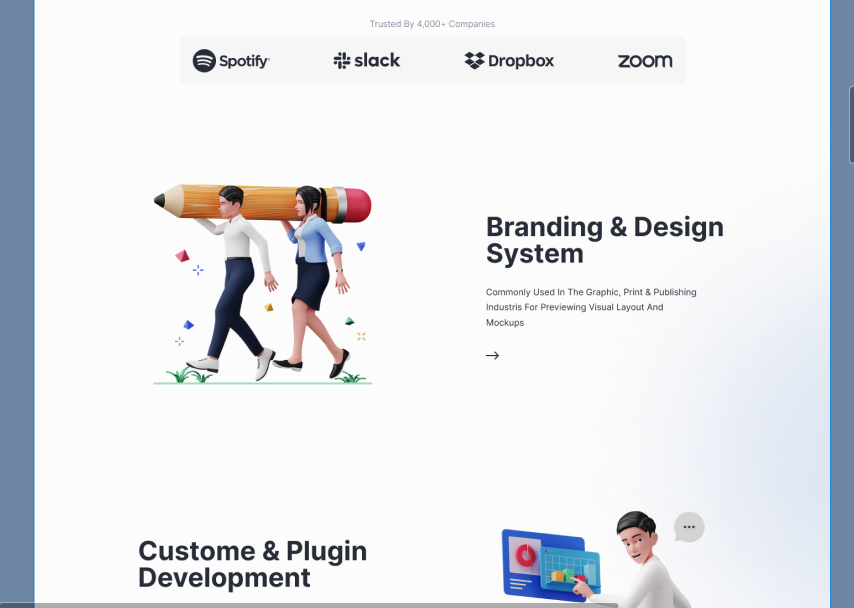 Trusted By 4,000+ Companies
Spotify slack Dropbox zoom
Branding & Design
System
Commonly Used In The Graphic, Print & Publishing
Industris For Previewing Visual Layout And
Mockups
Custome & Plugin
Development